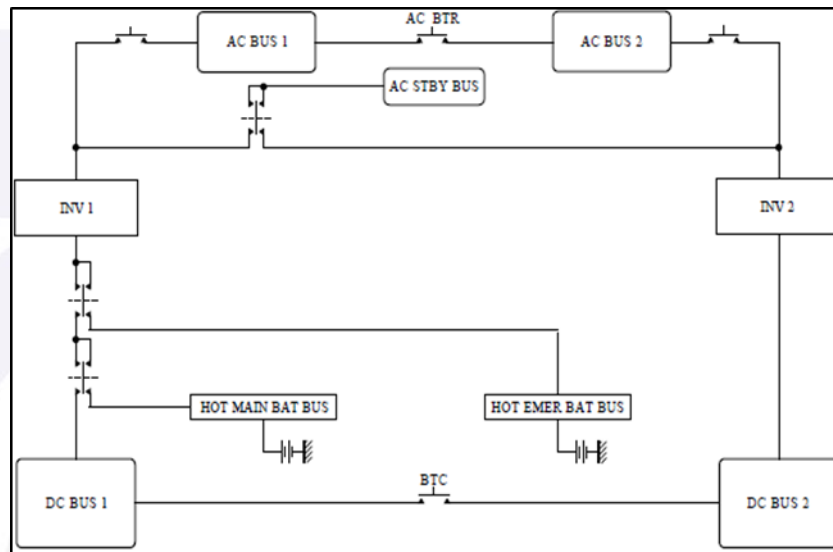 AC BTR
AC BUS 1
AC BUS 2
AC STBY BUS
INV 1
INV 2
HOT MAIN BAT BUS
HOT EMER BAT BUS
BTC
DC BUS 1
DC BUS 2